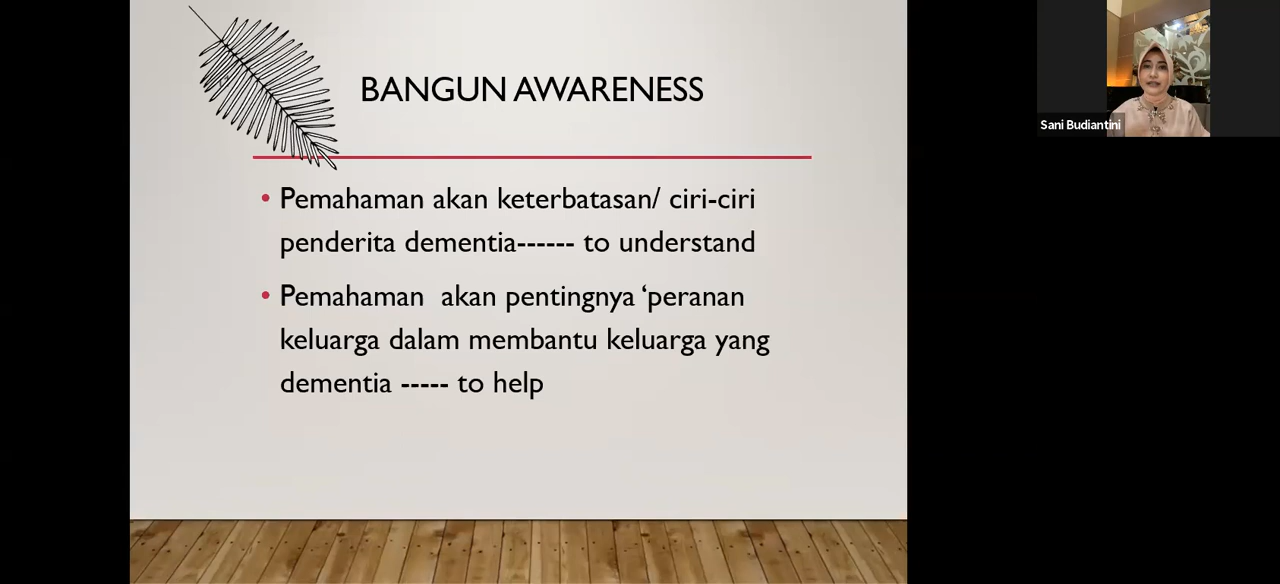 BANGUN AWARENESS
• Pemahaman akan keterbatasan/ ciri-ciri
penderita dementia------ to understand
• Pemahaman  akan pentingnya ‘peranan
keluarga dalam membantu keluarga yang
dementia ----- to help
Sani Budiantini